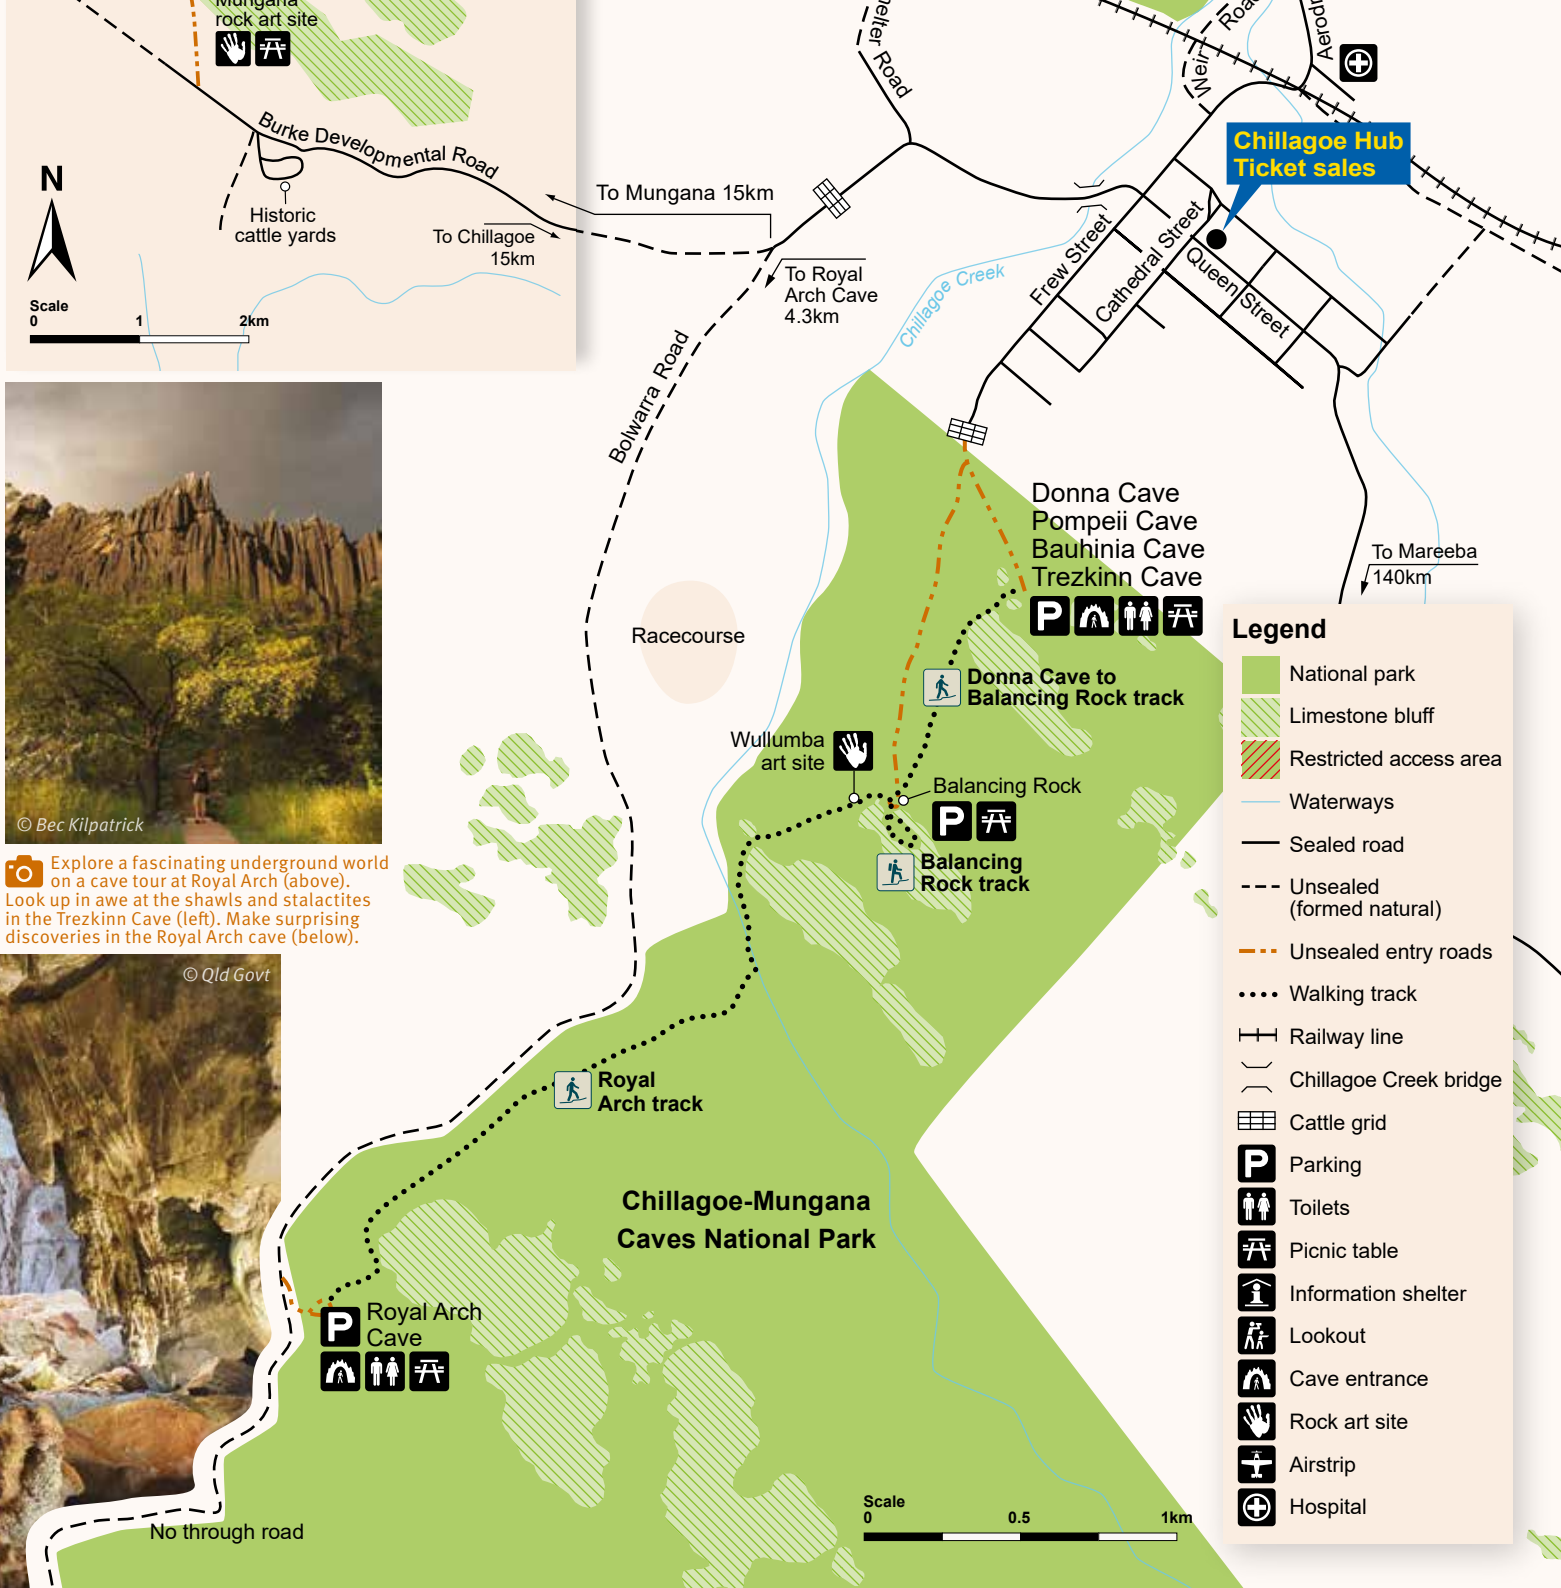 Mungana
rock art site
Burke Developmental Road
N
Historic
cattle yards
To Chillagoe
15km
Scale
0 1 2km
To Mungana 15km
To Royal
Arch Cave
4.3km
Bolwarra Road
Road
Weir
Road
Chillagoe Hub
Ticket sales
Frew Street
Cathedral Street
Queen Street
Chillagoe Creek
© Bec Kilpatrick
Explore a fascinating underground world
on a cave tour at Royal Arch (above).
Look up in awe at the shawls and stalactites
in the Trezkinn Cave (left). Make surprising
discoveries in the Royal Arch cave (below).
© Qld Govt
Donna Cave
Pompeii Cave
Bauhinia Cave
Trezkinn Cave
P
To Mareeba
140km
Racecourse
Donna Cave to
Balancing Rock track
Wullumba
art site
Balancing Rock
P
Balancing
Rock track
Royal
Arch track
Chillagoe-Mungana
Caves National Park
Royal Arch
Cave
P
No through road
Scale
0 0.5 1km
Legend
National park
Limestone bluff
Restricted access area
Waterways
Sealed road
Unsealed
(formed natural)
Unsealed entry roads
Walking track
Railway line
Chillagoe Creek bridge
Cattle grid
P Parking
Toilets
Picnic table
Information shelter
Lookout
Cave entrance
Rock art site
Airstrip
Hospital